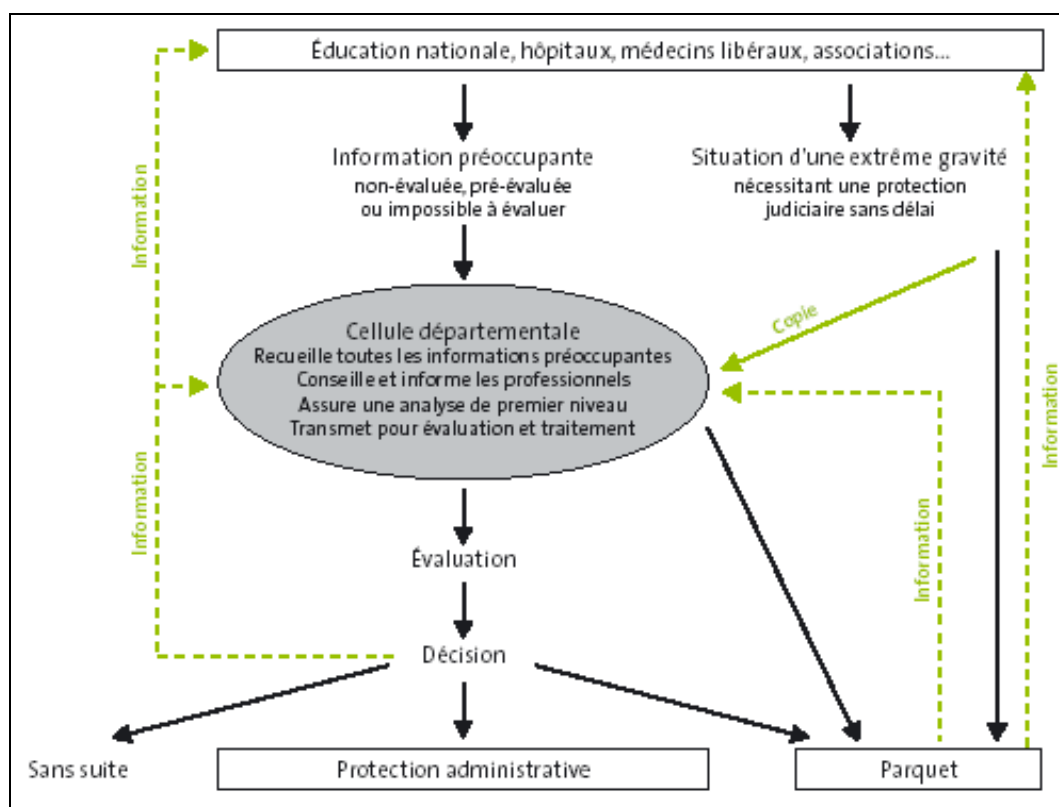 Éducation nationale, hôpitaux, médecins libéraux, associations...
Information préoccupante
non-évaluée, pré-évaluée
ou impossible à évaluer
Situation d'une extrême gravité
nécessitant une protection
judiciaire sans délai
Information
Copie
Cellule départementale
Recueille toutes les informations préoccupantes
Conseille et informe les professionnels
Assure une analyse de premier niveau
Transmet pour évaluation et traitement
Information
Information
Information
Évaluation
Décision
Sans suite
Protection administrative
Parquet